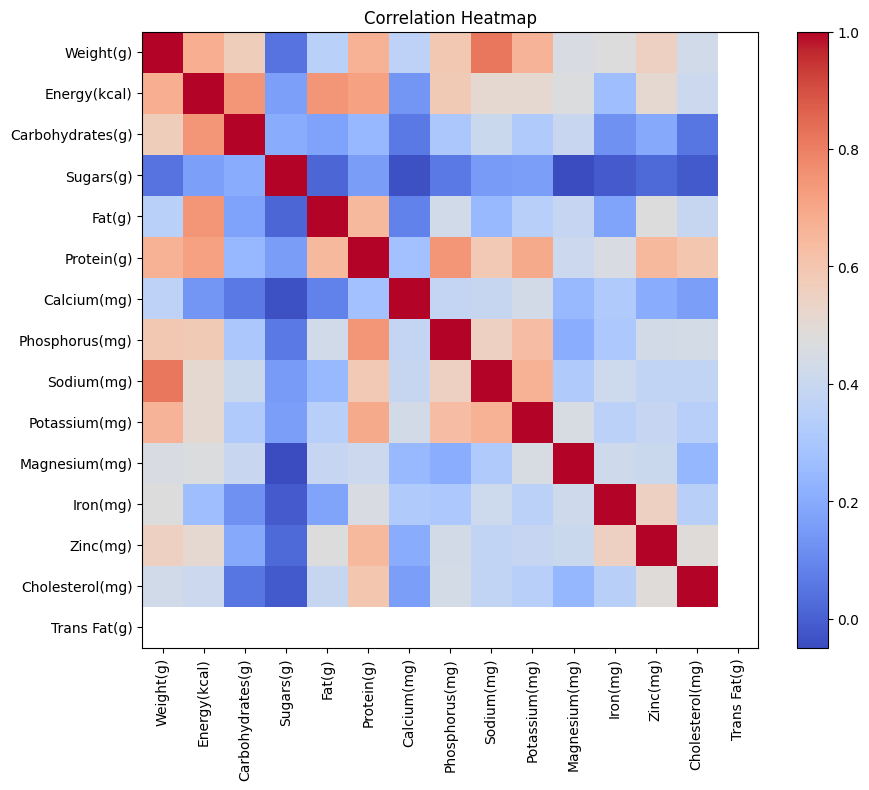 Correlation Heatmap
Weight(g)
Energy(kcal)
Carbohydrates(g)
Sugars(g)
Fat(g)
Protein(g)
Calcium(mg)
Phosphorus(mg)
Sodium(mg)
Potassium(mg)
Magnesium(mg)
Iron(mg)
Zinc(mg)
Cholesterol(mg)
Trans Fat(g)
Weight(g)
Energy(kcal)
Carbohydrates(g)
Sugars(g)
Fat(g)
Protein(g)
Calcium(mg)
Phosphorus(mg)
Sodium(mg)
Potassium(mg)
Magnesium(mg)
Iron(mg)
Zinc(mg)
Cholesterol(mg)
Trans Fat(g)
1.0
0.8
0.6
0.4
0.2
0.0